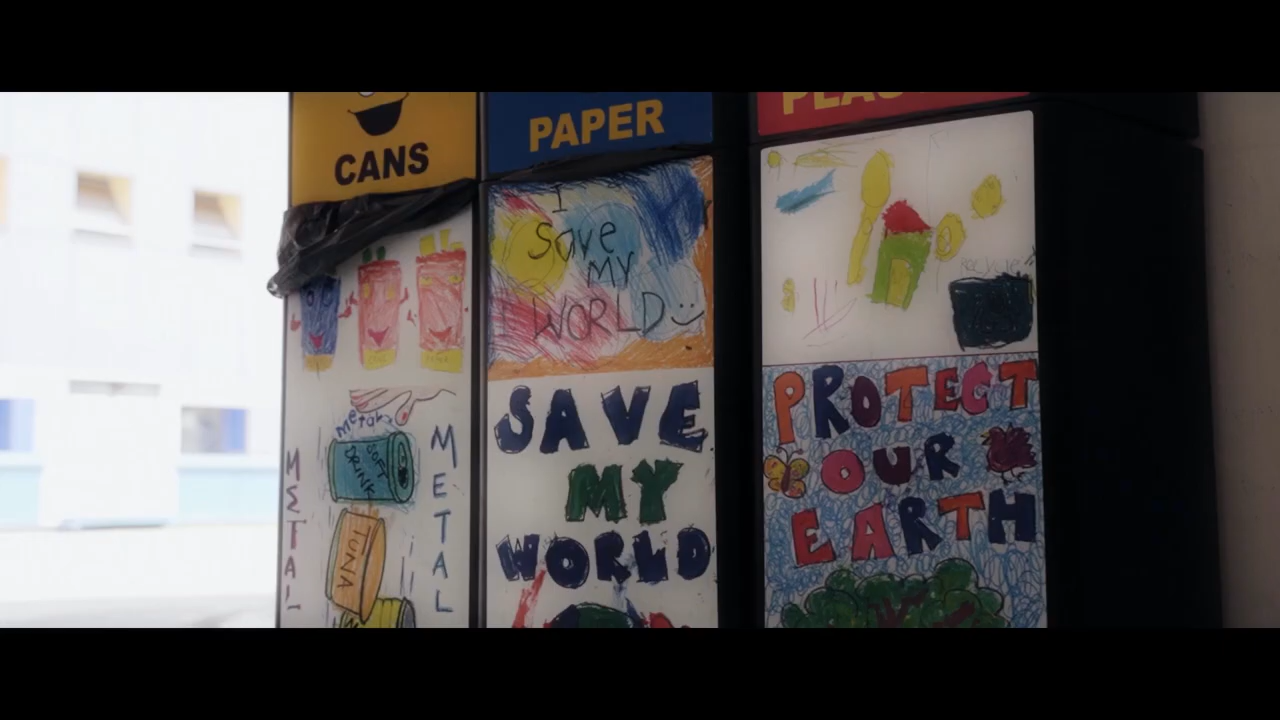 CANS
PAPER
I
Save
MY
WORLD
SAVE
MY
WORLD
PROTECT
OUR
EARTH
metal
METAL
METAL
SOFT
DRINK
TUNA